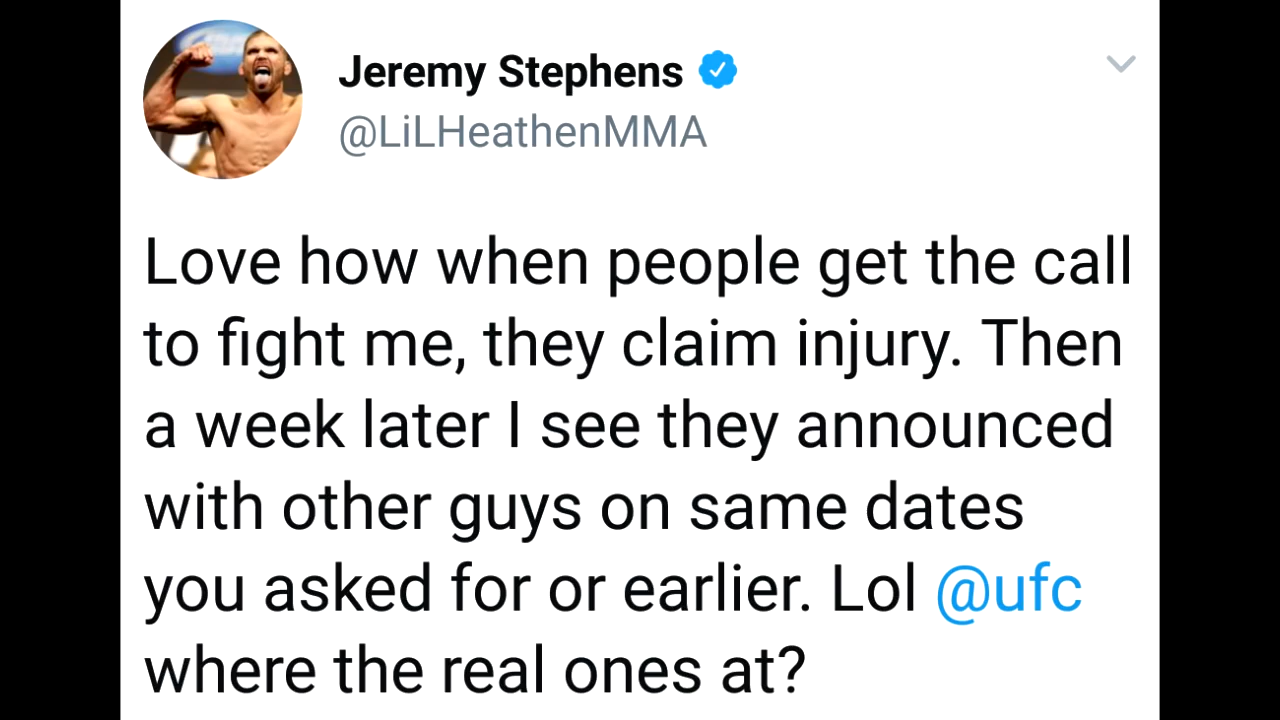 Jeremy Stephens
@LiLHeathenMMA
Love how when people get the call
to fight me, they claim injury. Then
a week later I see they announced
with other guys on same dates
you asked for or earlier. Lol @ufc
where the real ones at?